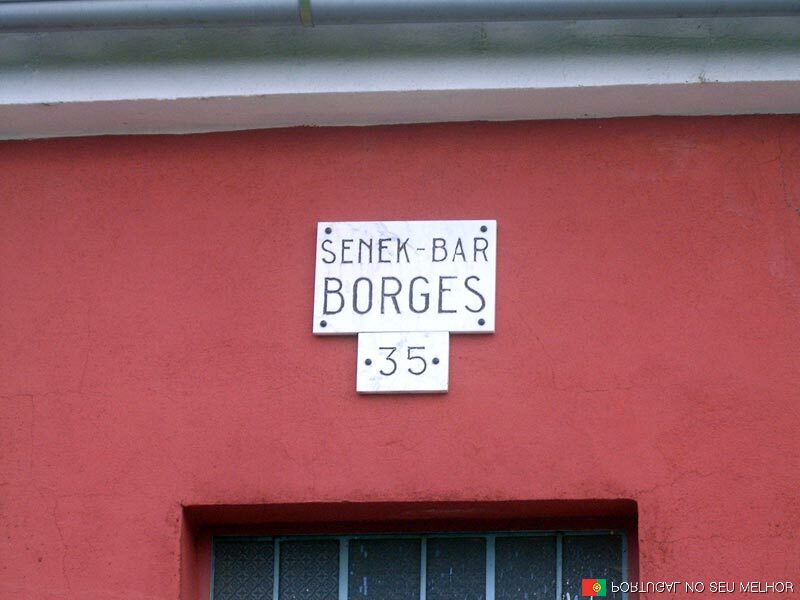 SENEK-BAR
BORGES
35
PORTUGAL NO SEU MELHOR